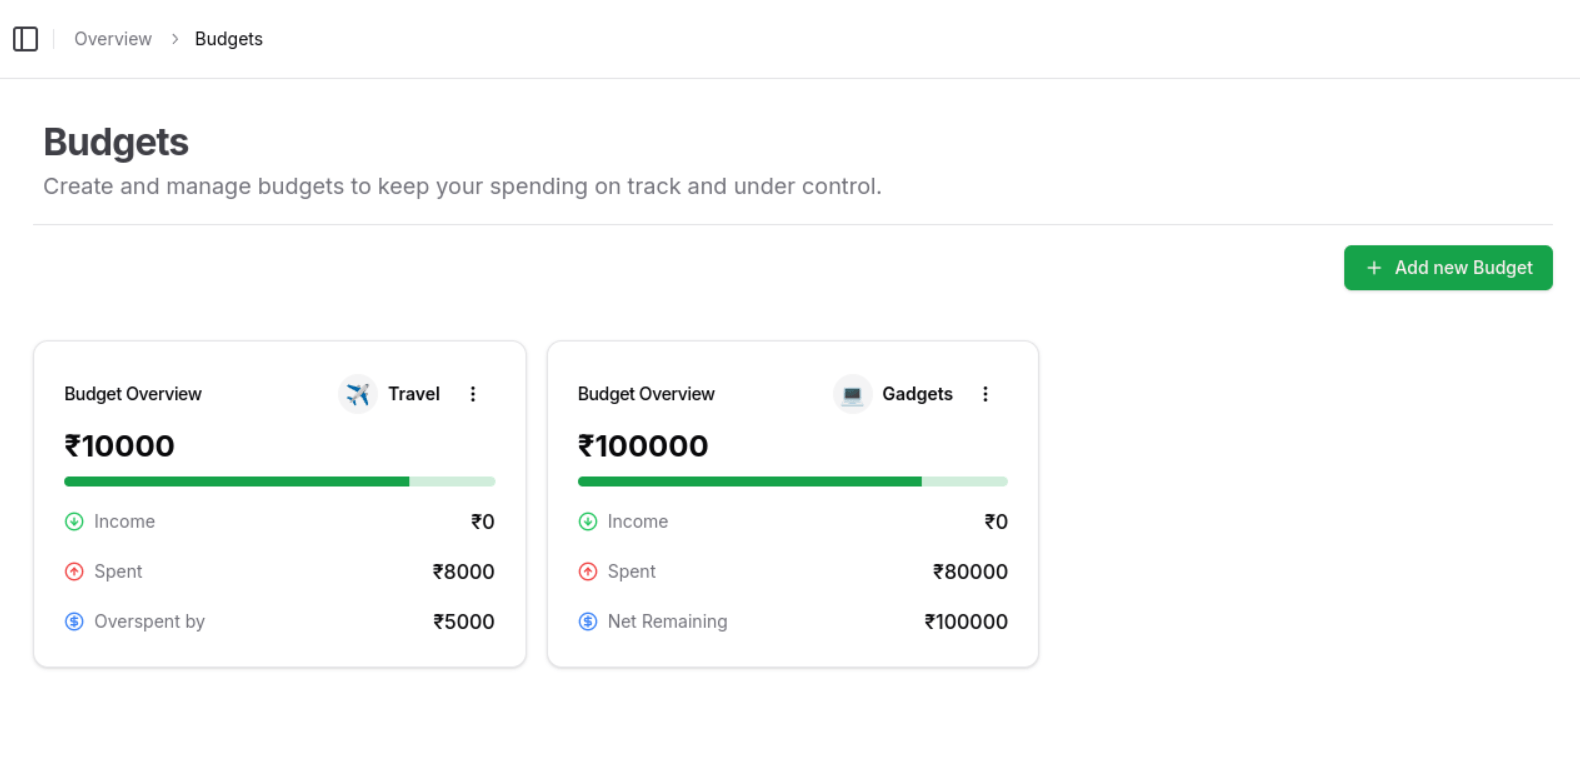 Overview > Budgets
Budgets
Create and manage budgets to keep your spending on track and under control.
+ Add new Budget
Budget Overview Travel
₹10000
Income ₹0
Spent ₹8000
Overspent by ₹5000
Budget Overview Gadgets
₹100000
Income ₹0
Spent ₹80000
Net Remaining ₹100000